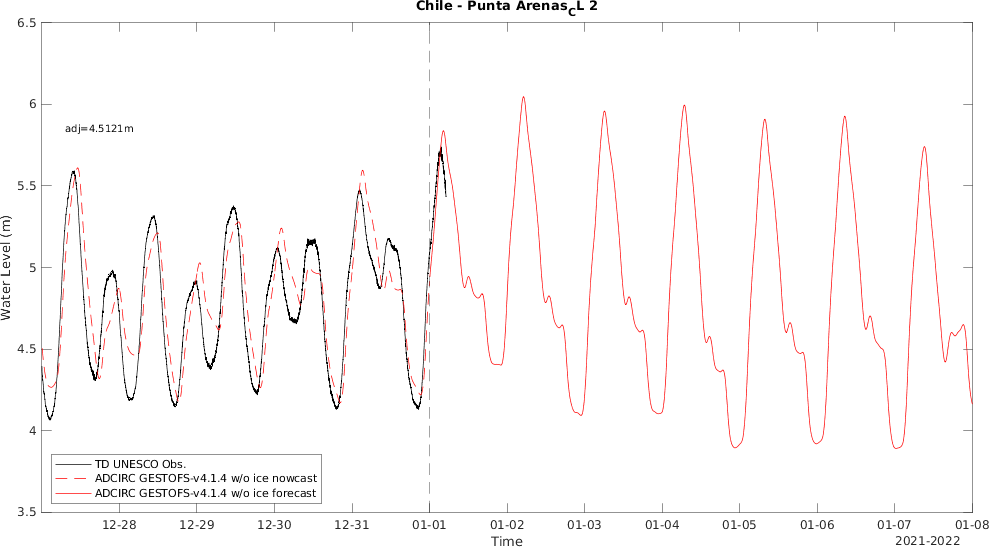 Chile - Punta Arenas_CL 2
6.5
6
5.5
5
4.5
4
3.5
Water Level (m)
adj=4.5121m
TD UNESCO Obs.
ADCIRC GESTOFS-v4.1.4 w/o ice nowcast
ADCIRC GESTOFS-v4.1.4 w/o ice forecast
12-28 12-29 12-30 12-31 01-01 01-02 01-03 01-04 01-05 01-06 01-07 01-08
Time
2021-2022